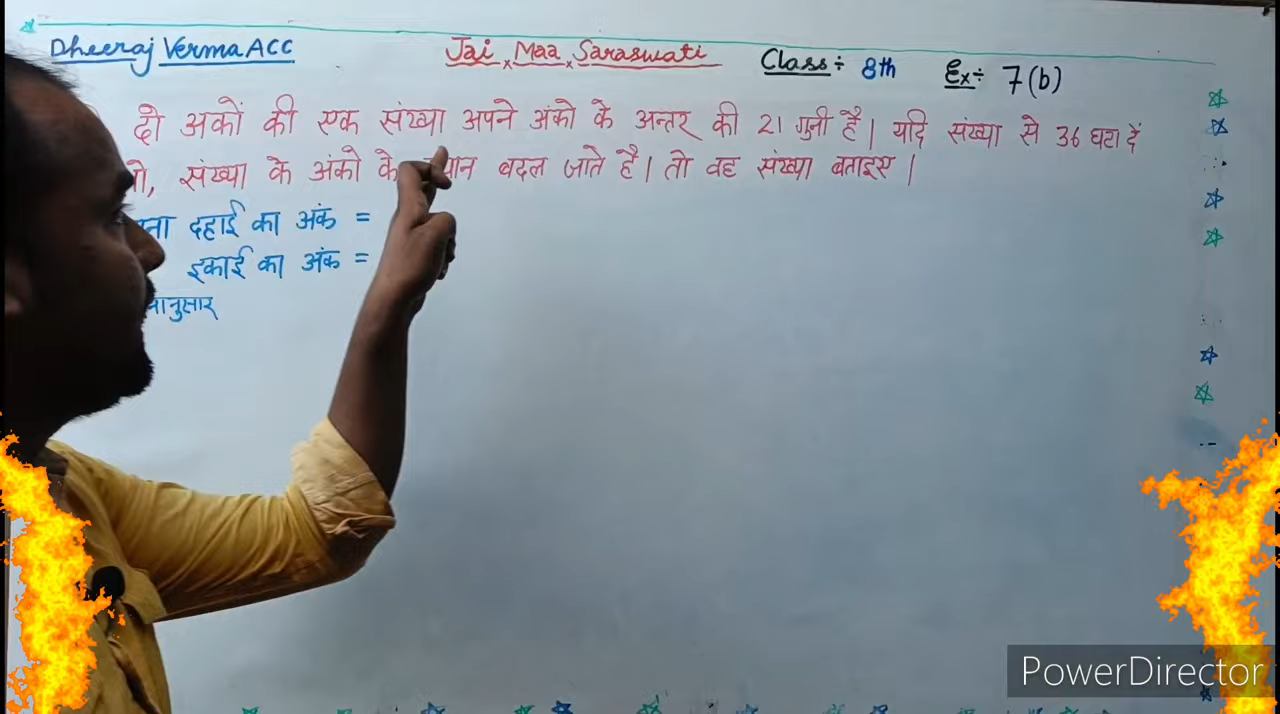 Dheeraj Verma ACC
Jai Maa Saraswati
Class÷ 8th
Ex÷ 7(b)
दो अकों की एक संख्या अपने अंको के अन्तर की 21 गुनी है। यदि संख्या से 36 घटा दें
संख्या के अंको के बदल जाते है। तो वह संख्या बताइए।
दहाई का अंक =
इकाई का अंक =
PowerDirector